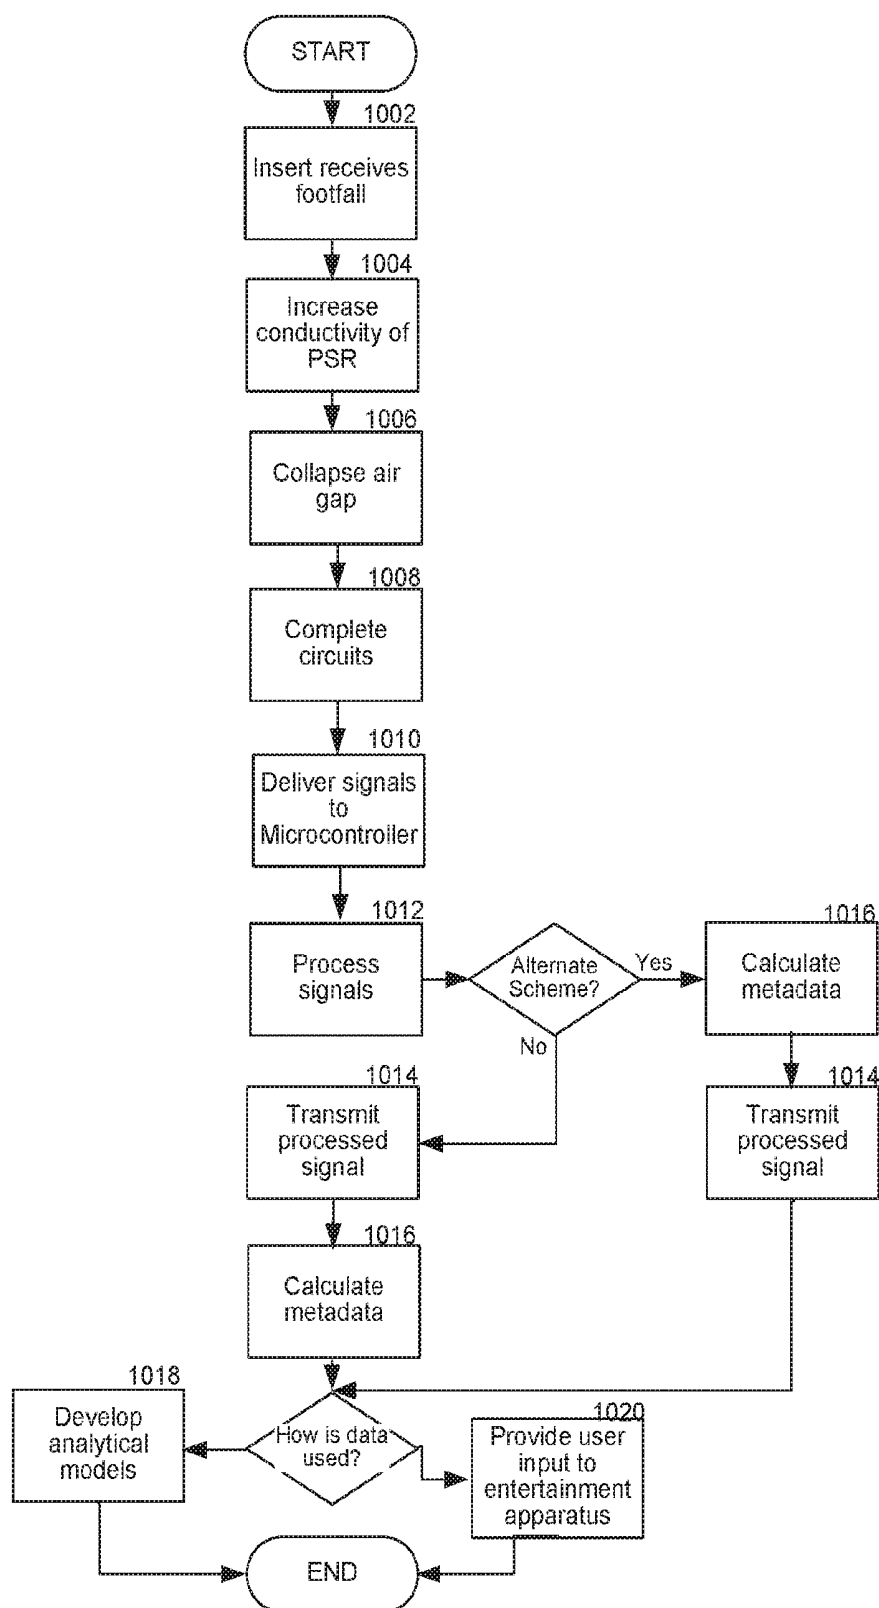 START
1002
Insert receives
footfall
1004
Increase
conductivity of
PSR
1006
Collapse air
gap
1008
Complete
circuits
1010
Deliver signals
to
Microcontroller
1012
Process
signals
Alternate
Scheme?
Yes
No
1016
Calculate
metadata
1014
Transmit
processed
signal
1014
Transmit
processed
signal
1016
Calculate
metadata
How is data
used?
1018
Develop
analytical
models
1020
Provide user
input to
entertainment
apparatus
END